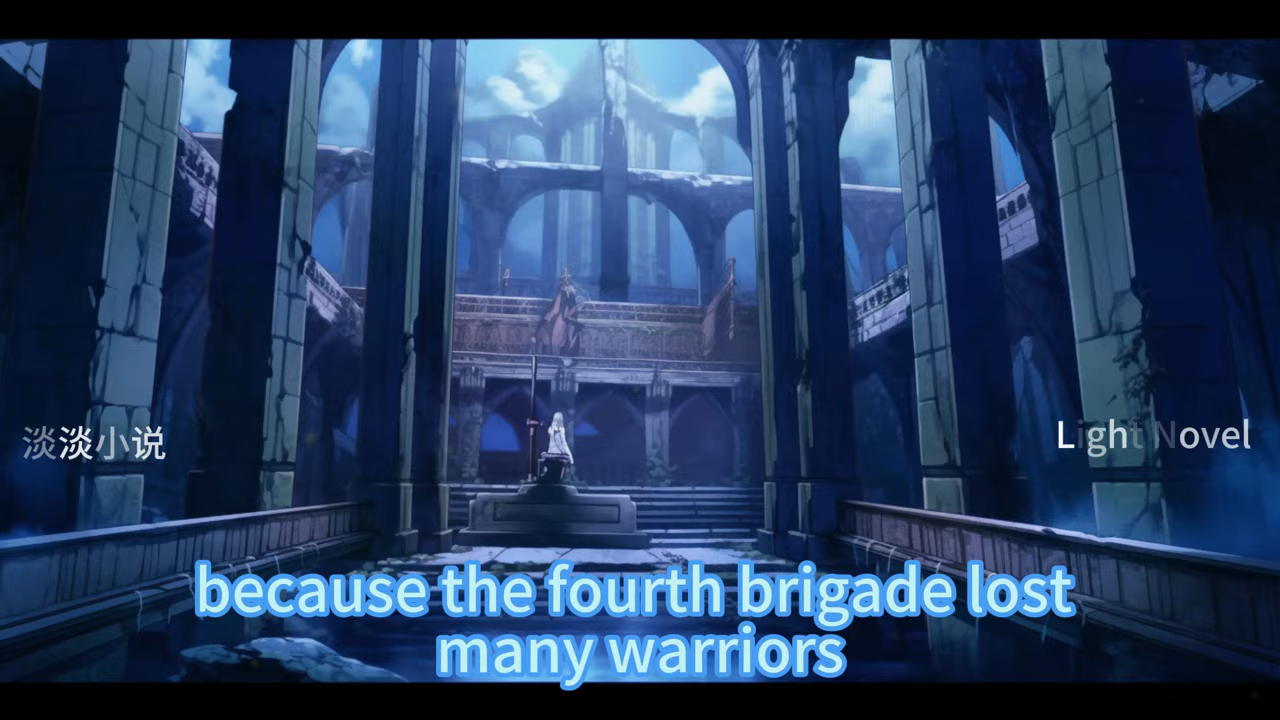 淡淡小说
Light Novel
because the fourth brigade lost
many warriors